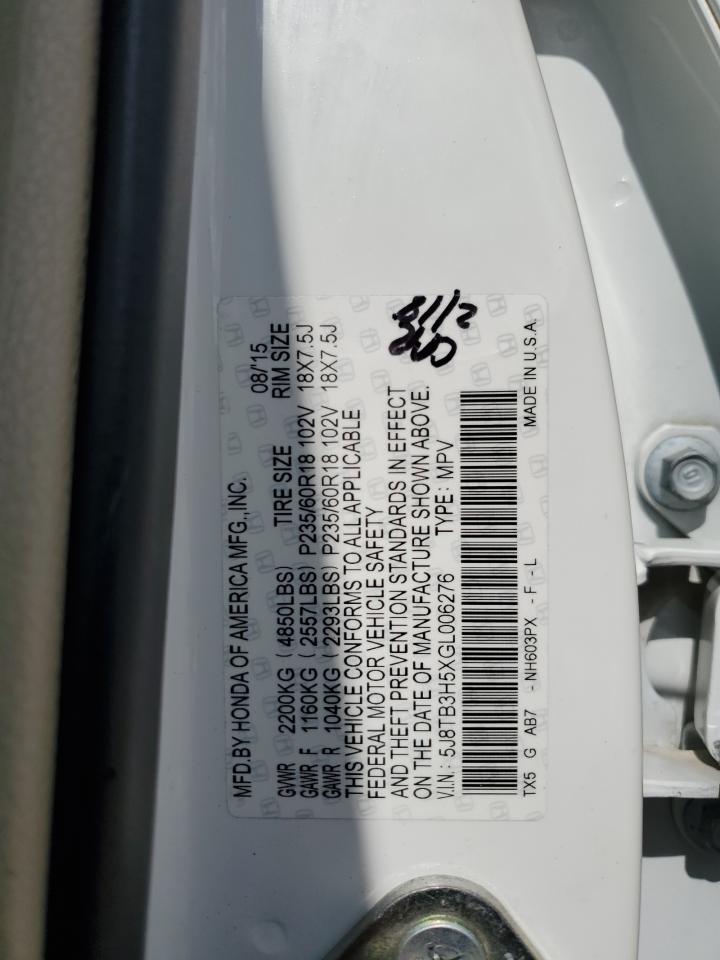 MFD.BY HONDA OF AMERICA MFG.,INC. 08/'15
TIRE SIZE RIM SIZE
GVWR 2200KG ( 4850LBS)
GAWR F 1160KG ( 2557LBS) P235/60R18 102V 18X7.5J
GAWR R 1040KG ( 2293LBS) P235/60R18 102V 18X7.5J
THIS VEHICLE CONFORMS TO ALL APPLICABLE
FEDERAL MOTOR VEHICLE SAFETY
AND THEFT PREVENTION STANDARDS IN EFFECT
ON THE DATE OF MANUFACTURE SHOWN ABOVE.
V.I.N.: 5J8TB3H5XGL006276 TYPE: MPV
TX5 G AB7 - NH603PX - F - L MADE IN U.S.A.